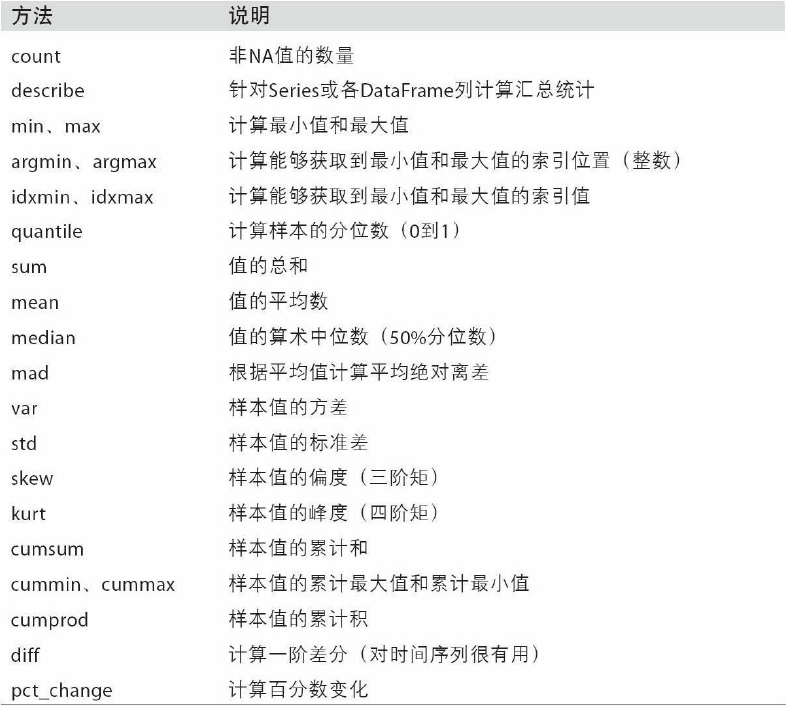 方法 说明
count 非NA值的数量
describe 针对Series或各DataFrame列计算汇总统计
min、max 计算最小值和最大值
argmin、argmax 计算能够获取到最小值和最大值的索引位置（整数）
idxmin、idxmax 计算能够获取到最小值和最大值的索引值
quantile 计算样本的分位数（0到1）
sum 值的总和
mean 值的平均数
median 值的算术中位数（50%分位数）
mad 根据平均值计算平均绝对离差
var 样本值的方差
std 样本值的标准差
skew 样本值的偏度（三阶矩）
kurt 样本值的峰度（四阶矩）
cumsum 样本值的累计和
cummin、cummax 样本值的累计最大值和累计最小值
cumprod 样本值的累计积
diff 计算一阶差分（对时间序列很有用）
pct_change 计算百分数变化